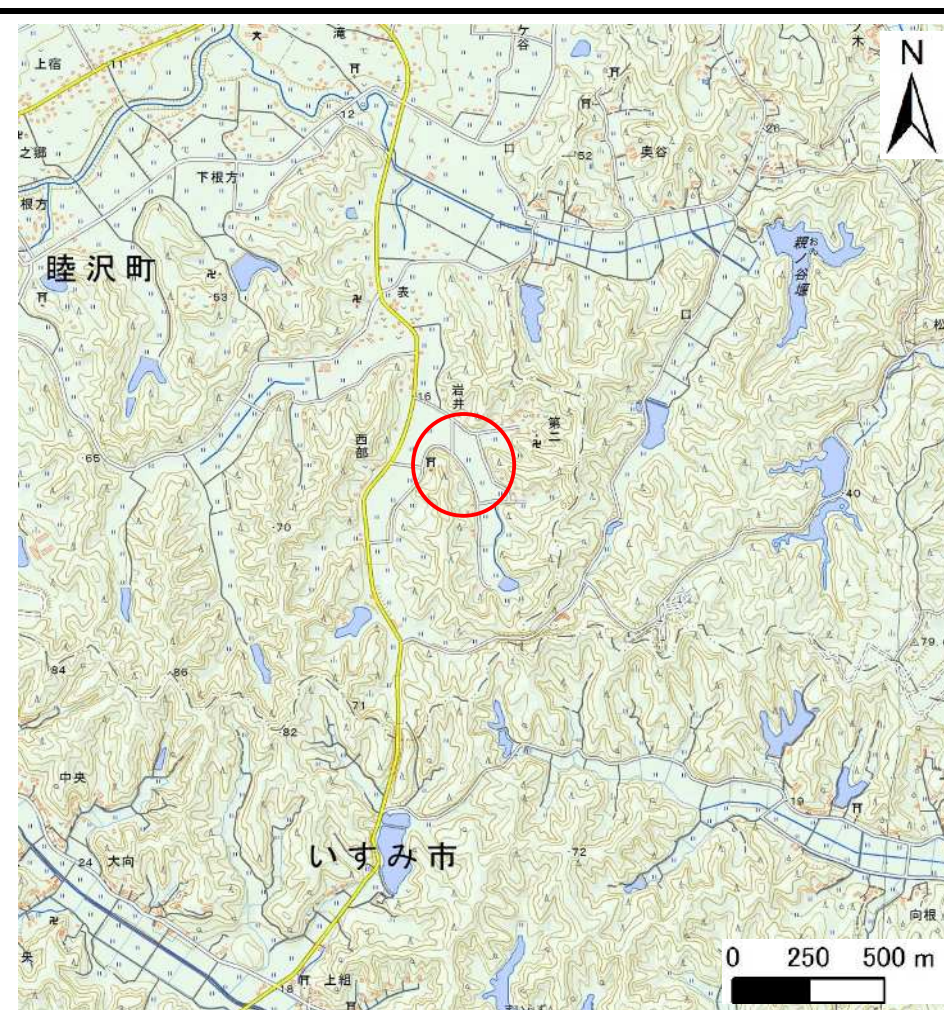 滝
ヶ谷
木
N
上宿
11
12
之郷
下根方
52
奥谷
26
根方
親ノ谷堰
おん
睦沢町
53
表
口
口
松
岩井
16
第二
西部
65
40
70
79
84
86
71
82
中央
19
いすみ市
24
大向
72
向根
央
0 250 500 m
18
上組